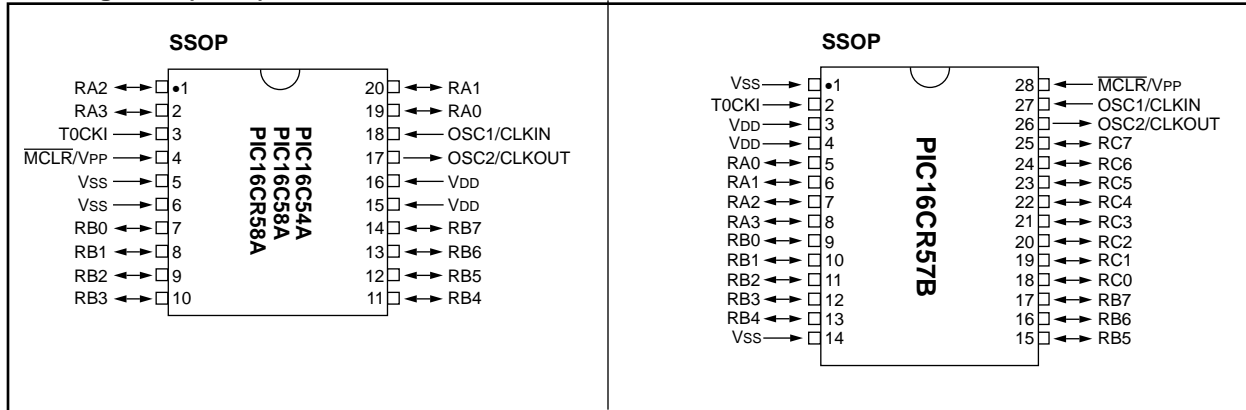 SSOP
RA2 •1 20 RA1
RA3 2 19 RA0
T0CKI 3 18 OSC1/CLKIN
MCLR/VPP 4 17 OSC2/CLKOUT
VSS 5 16 VDD
VSS 6 15 VDD
RB0 7 14 RB7
RB1 8 13 RB6
RB2 9 12 RB5
RB3 10 11 RB4
PIC16C54A
PIC16C58A
PIC16CR58A
SSOP
VSS •1 28 MCLR/VPP
T0CKI 2 27 OSC1/CLKIN
VDD 3 26 OSC2/CLKOUT
VDD 4 25 RC7
RA0 5 24 RC6
RA1 6 23 RC5
RA2 7 22 RC4
RA3 8 21 RC3
RB0 9 20 RC2
RB1 10 19 RC1
RB2 11 18 RC0
RB3 12 17 RB7
RB4 13 16 RB6
VSS 14 15 RB5
PIC16CR57B